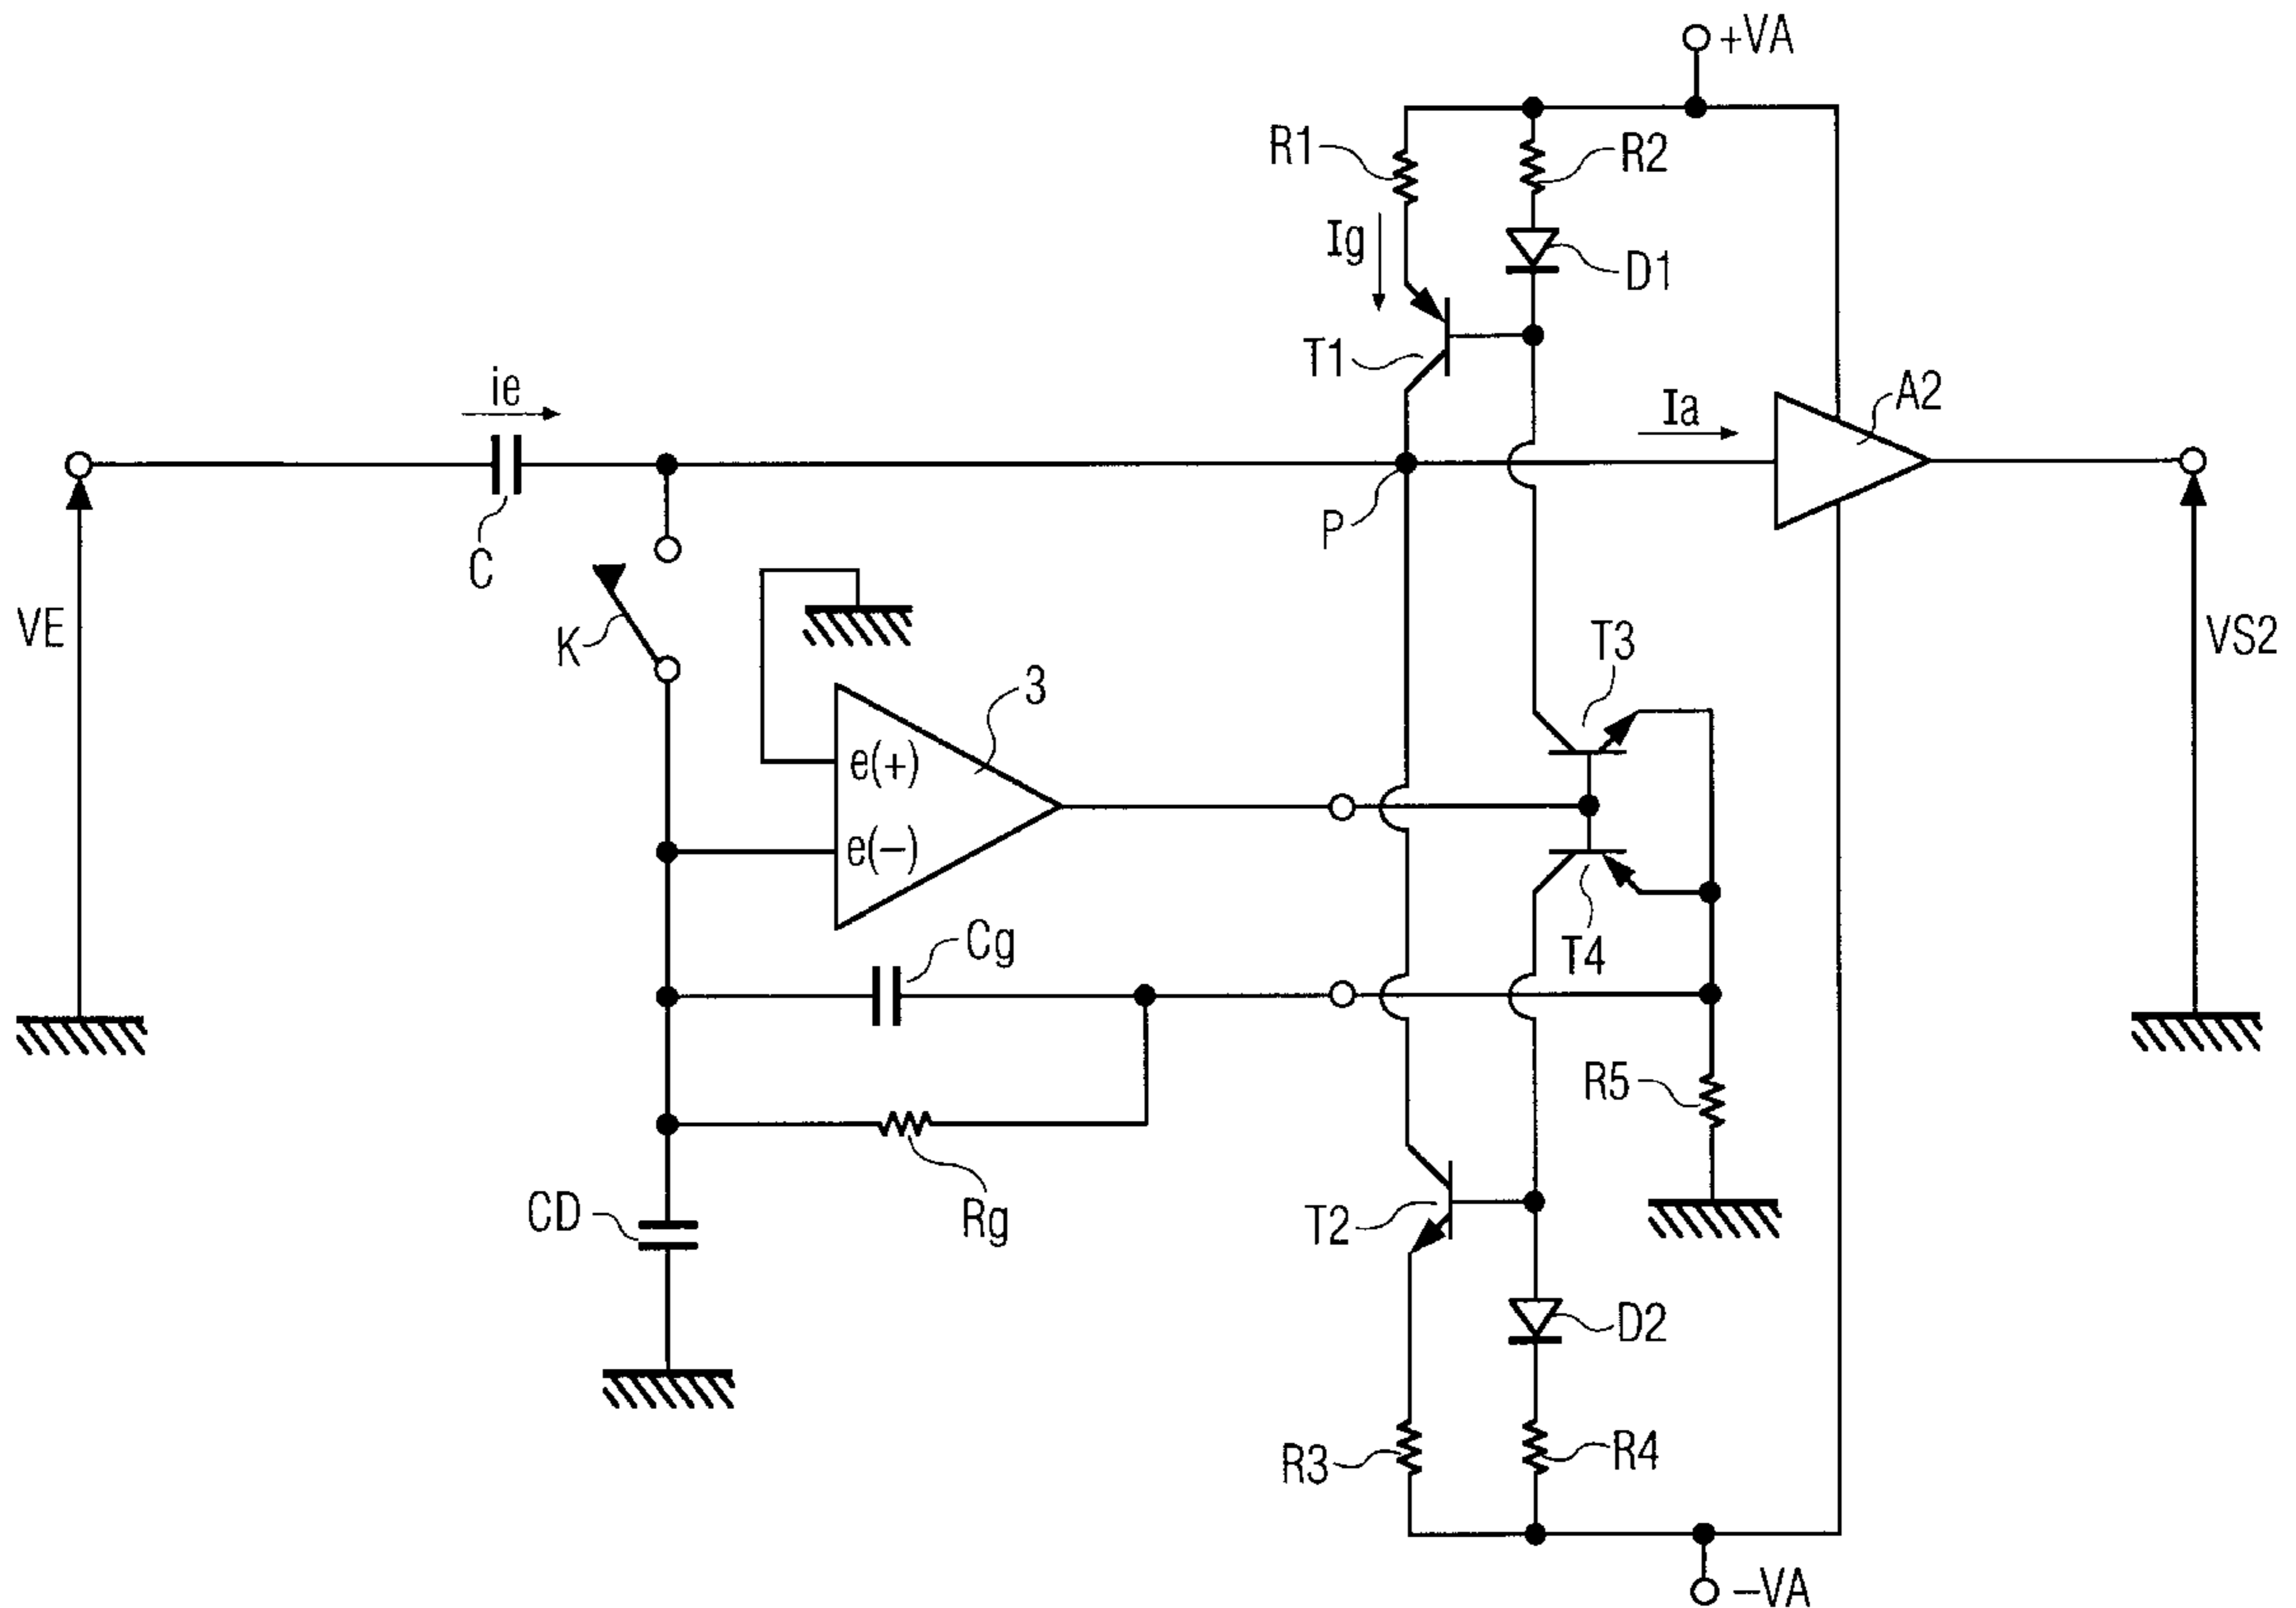 +VA
R1
R2
Ig
D1
T1
ie
Ia
A2
C
P
VE
K
T3
VS2
3
e(+)
e(−)
Cg
T4
R5
CD
Rg
T2
D2
R3
R4
−VA